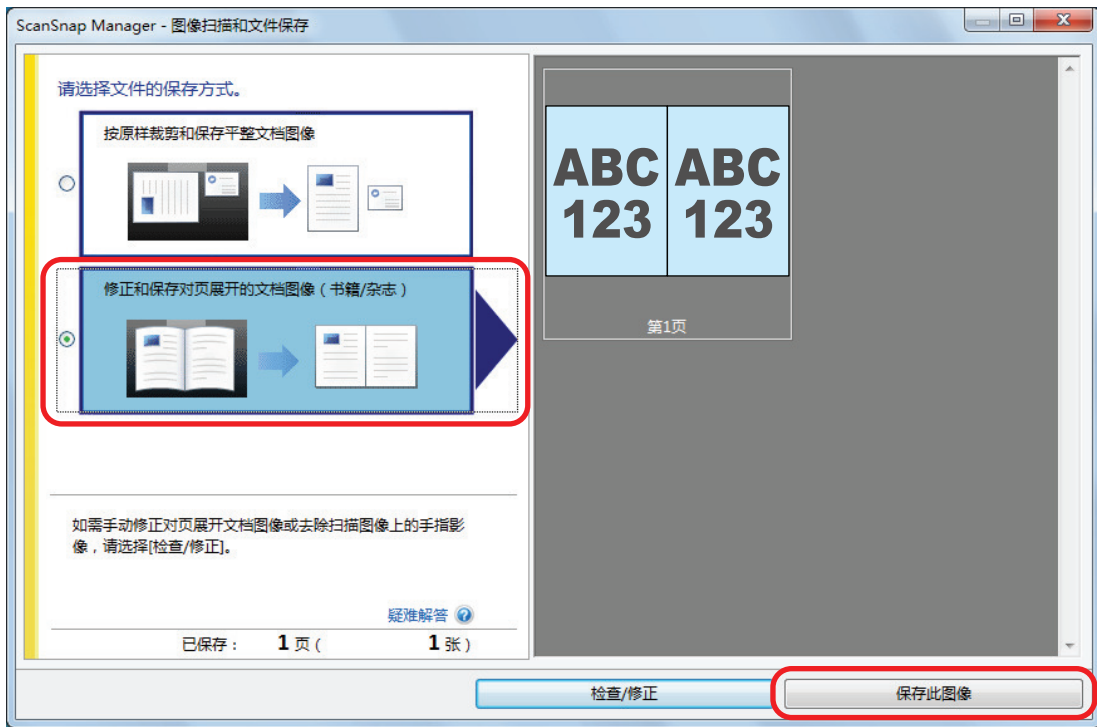 ScanSnap Manager - 图像扫描和文件保存
请选择文件的保存方式。
按原样裁剪和保存平整文档图像
修正和保存对页展开的文档图像（书籍/杂志）
如需手动修正对页展开文档图像或去除扫描图像上的手指影
像，请选择[检查/修正]。
疑难解答
已保存： 1 页（ 1 张）
ABC ABC
123 123
第1页
检查/修正
保存此图像